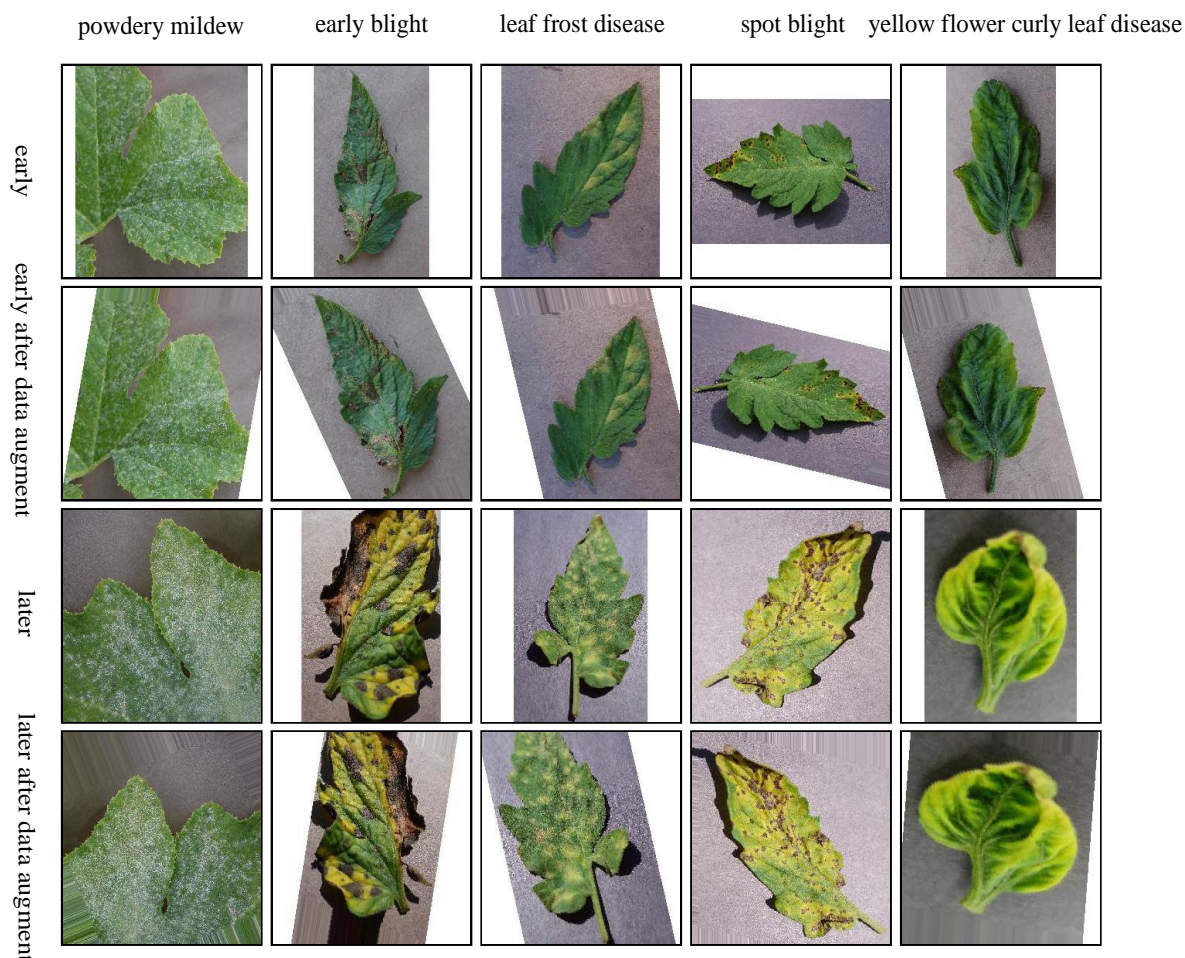 powdery mildew
early blight
leaf frost disease
spot blight
yellow flower curly leaf disease
early
early after data augment
later
later after data augment